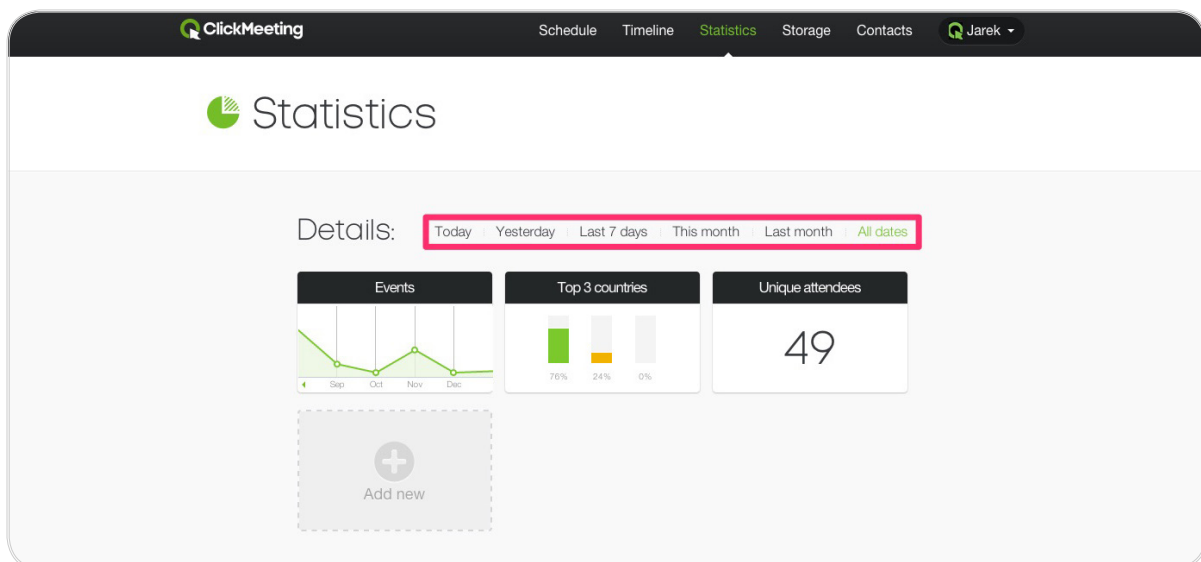 ClickMeeting Schedule Timeline Statistics Storage Contacts Jarek
Statistics
Details: Today Yesterday Last 7 days This month Last month All dates
Events Top 3 countries Unique attendees
49
76% 24% 0%
Sep Oct Nov Dec
Add new